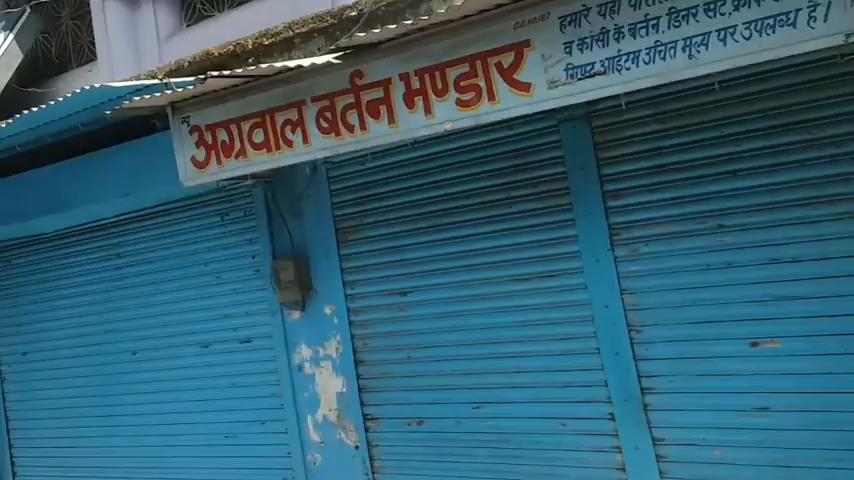 न्यू
अग्रवाल बर्तन भण्डार
हमारे यहाँ
व कांसी के बर्तन, डिनर सेट,
गिफ्ट आईटम उचित मूल्य पर उपलब्ध है।